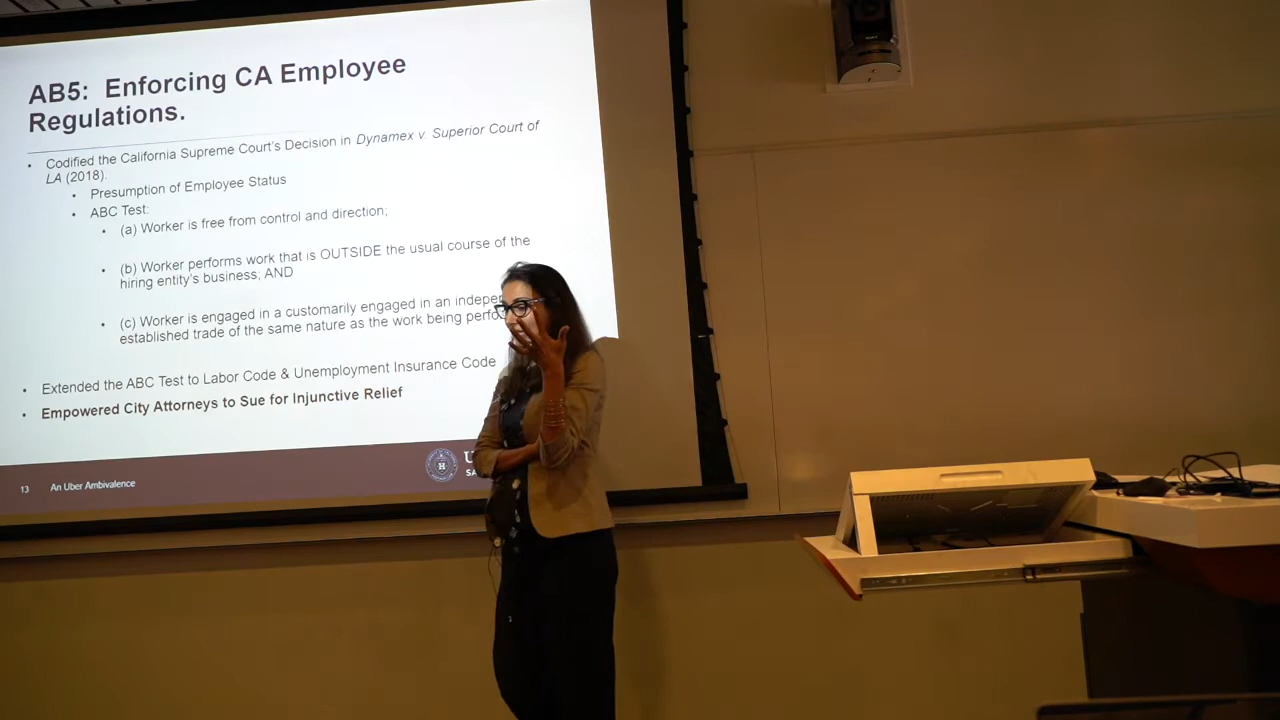 AB5: Enforcing CA Employee
Regulations.
• Codified the California Supreme Court's Decision in Dynamex v. Superior Court of
LA (2018).
• Presumption of Employee Status
• ABC Test:
• (a) Worker is free from control and direction;
• (b) Worker performs work that is OUTSIDE the usual course of the
hiring entity's business; AND
• (c) Worker is engaged in a customarily engaged in an indepen
established trade of the same nature as the work being perfo
• Extended the ABC Test to Labor Code & Unemployment Insurance Code
• Empowered City Attorneys to Sue for Injunctive Relief
13 An Uber Ambivalence
U
SA